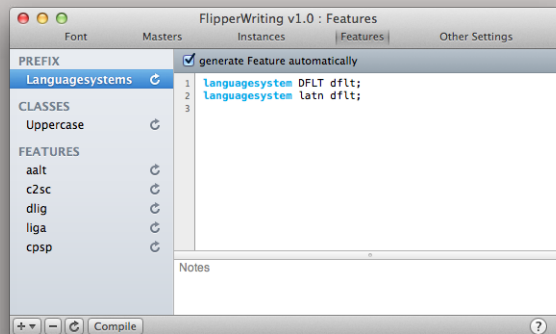 FlipperWriting v1.0 : Features
Font Masters Instances Features Other Settings
PREFIX
Languagesystems
CLASSES
Uppercase
FEATURES
aalt
c2sc
dlig
liga
cpsp
generate Feature automatically
1 languagesystem DFLT dflt;
2 languagesystem latn dflt;
3
Notes
Compile
?